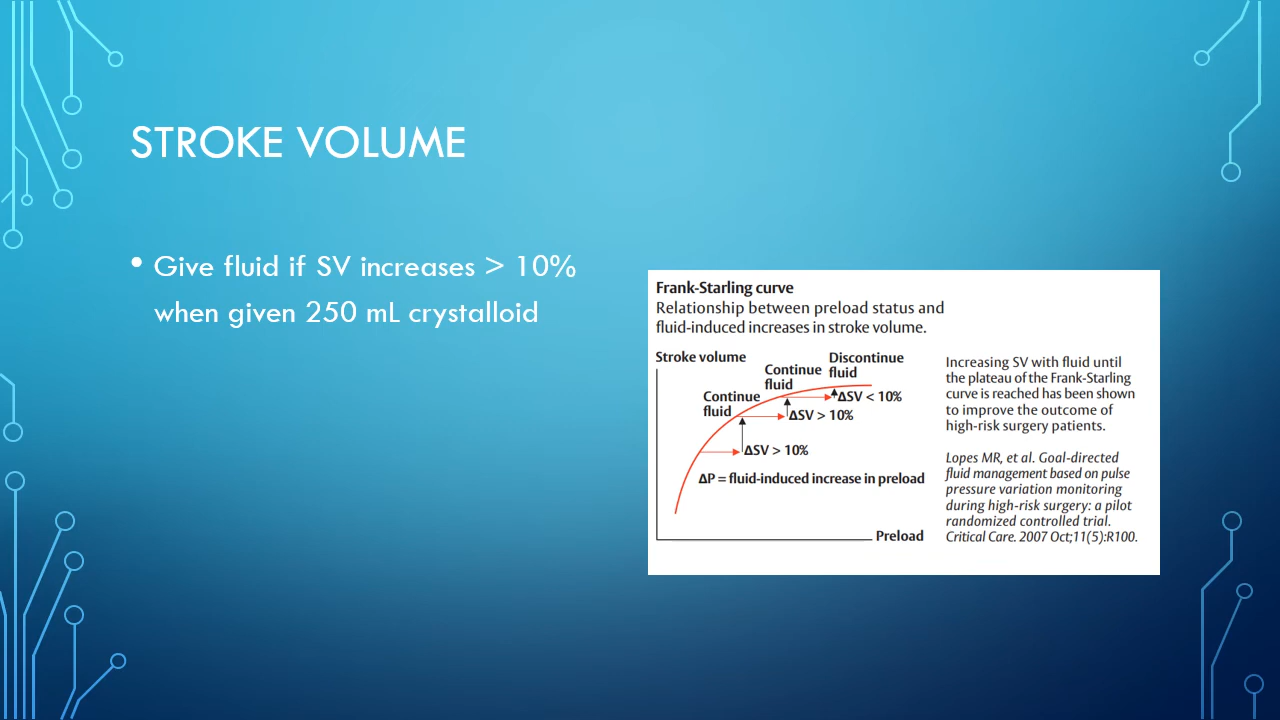 STROKE VOLUME
• Give fluid if SV increases > 10%
when given 250 mL crystalloid
Frank-Starling curve
Relationship between preload status and
fluid-induced increases in stroke volume.
Stroke volume
Continue
fluid
Continue
fluid
Discontinue
fluid
ΔSV < 10%
ΔSV > 10%
ΔSV > 10%
ΔP = fluid-induced increase in preload
Preload
Increasing SV with fluid until
the plateau of the Frank-Starling
curve is reached has been shown
to improve the outcome of
high-risk surgery patients.
Lopes MR, et al. Goal-directed
fluid management based on pulse
pressure variation monitoring
during high-risk surgery: a pilot
randomized controlled trial.
Critical Care. 2007 Oct;11(5):R100.